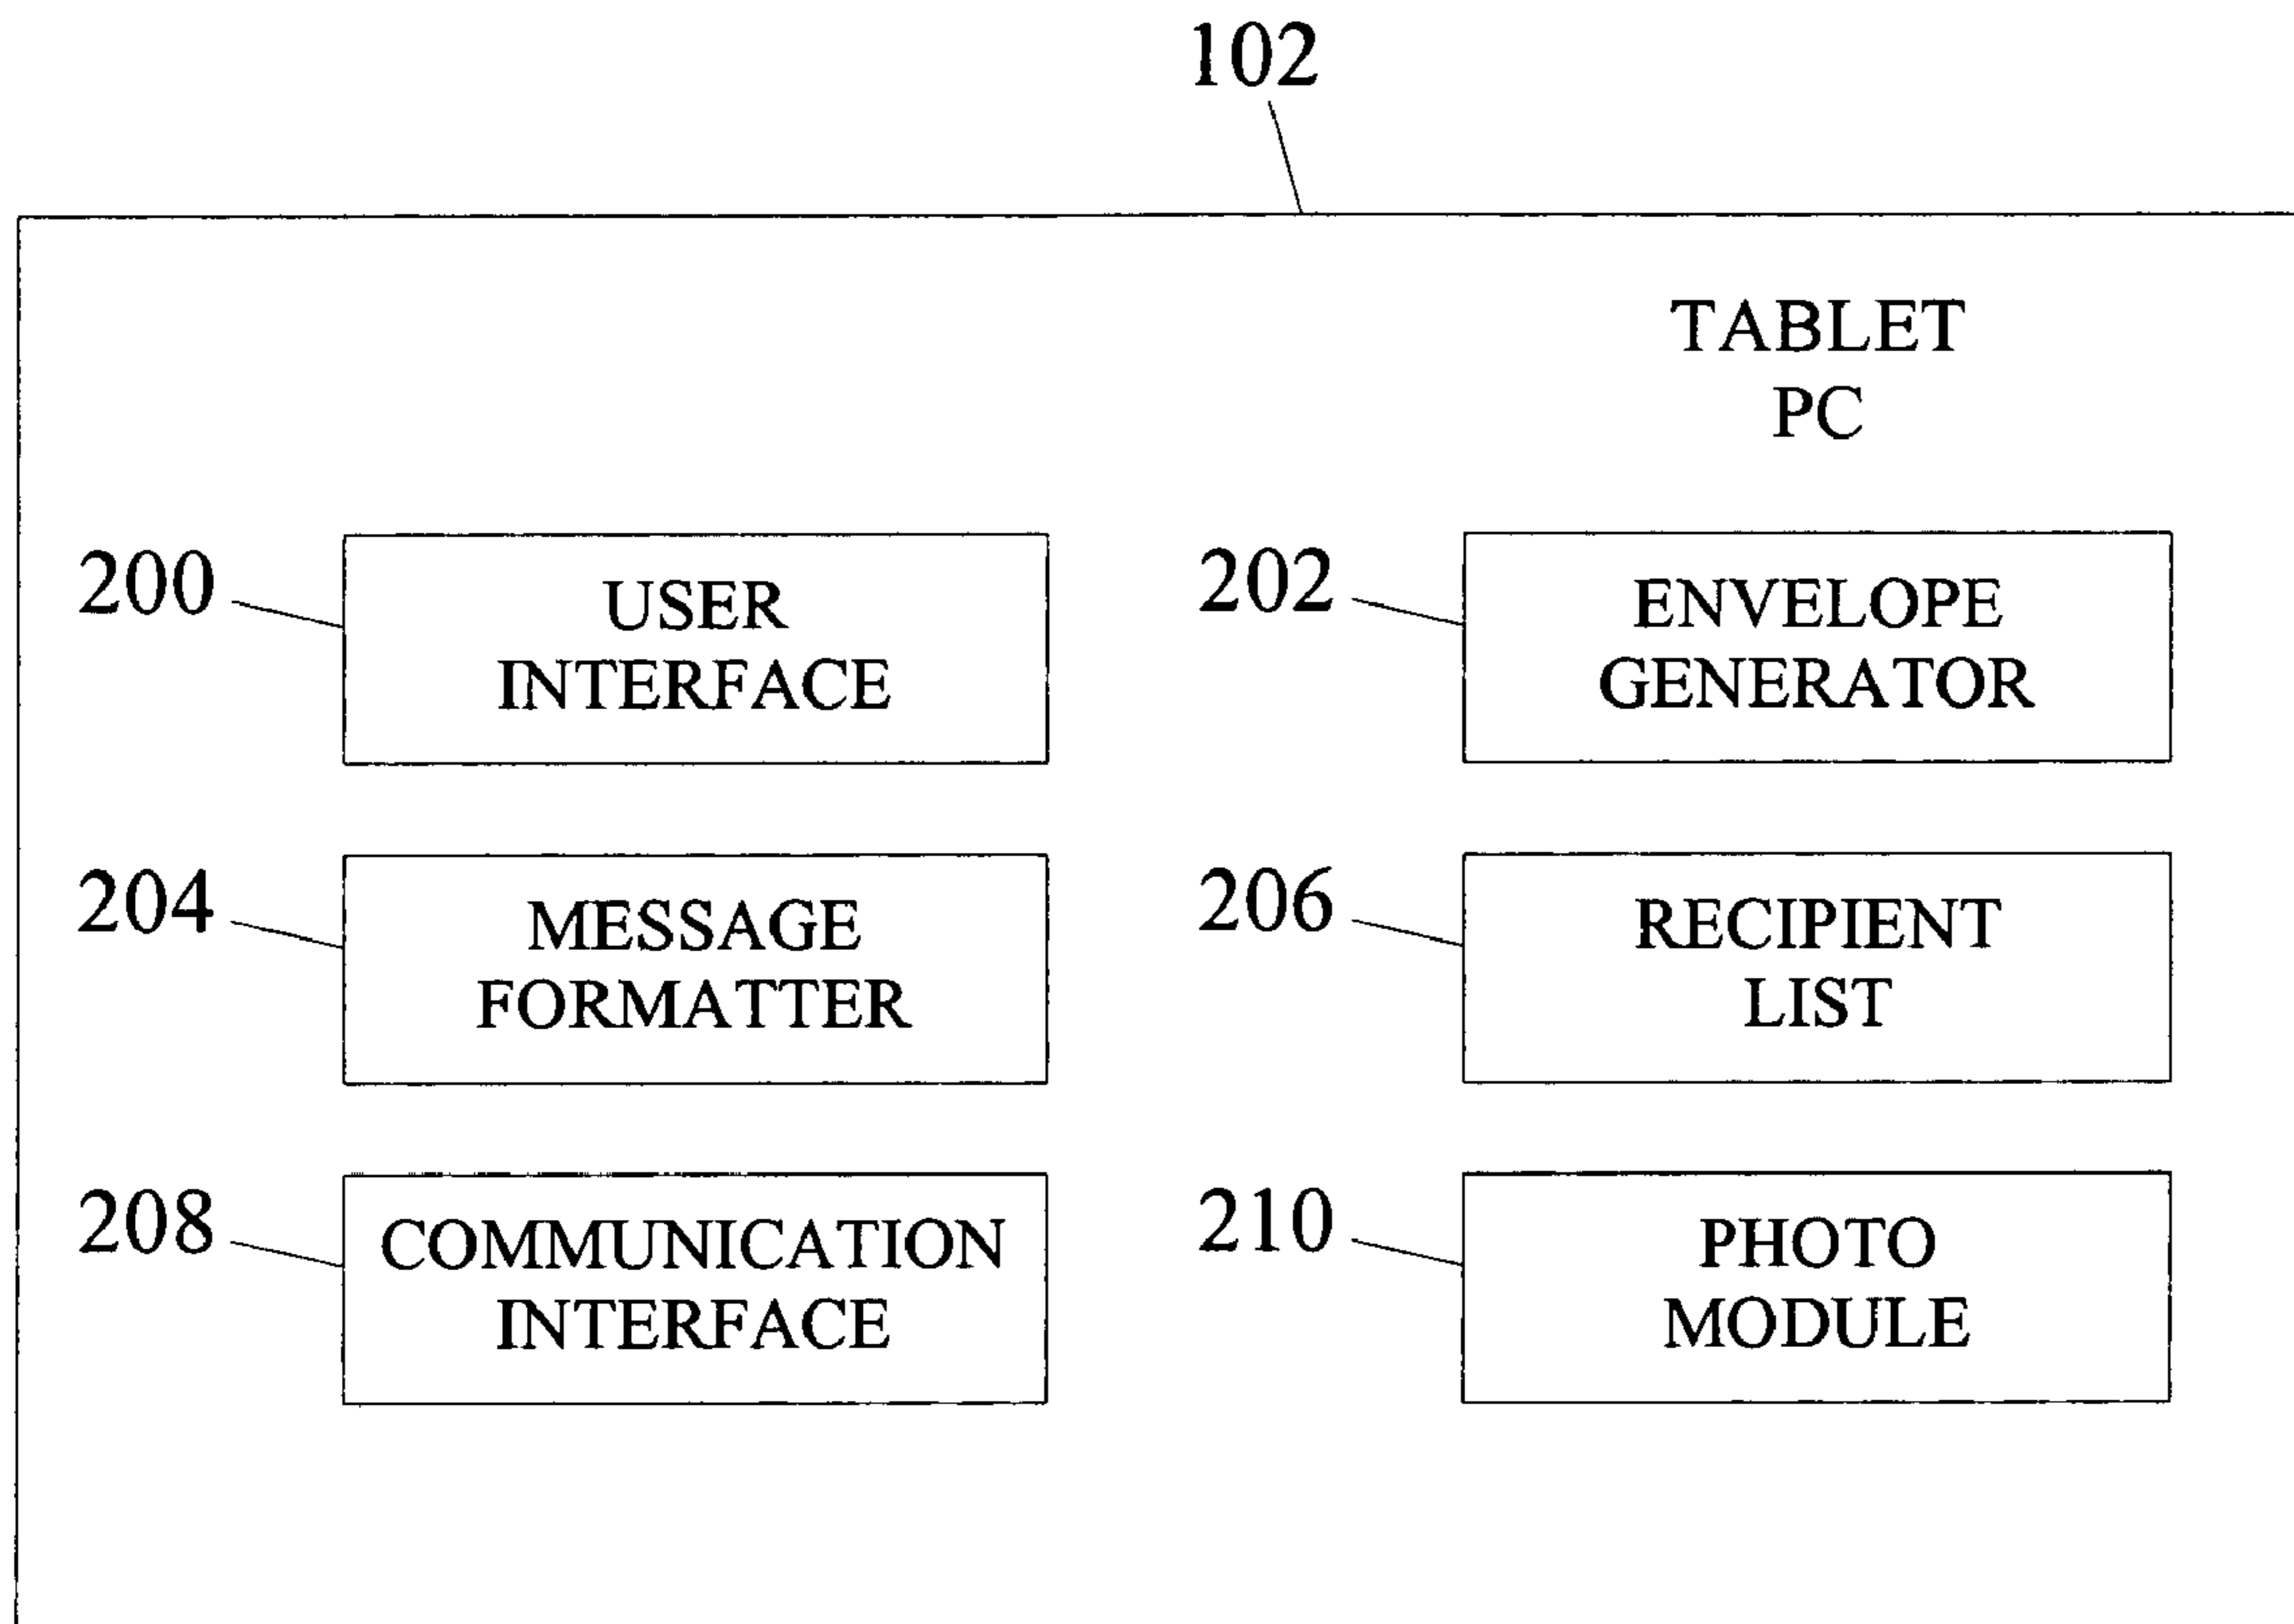 102
TABLET
PC
200
USER
INTERFACE
202
ENVELOPE
GENERATOR
204
MESSAGE
FORMATTER
206
RECIPIENT
LIST
208
COMMUNICATION
INTERFACE
210
PHOTO
MODULE